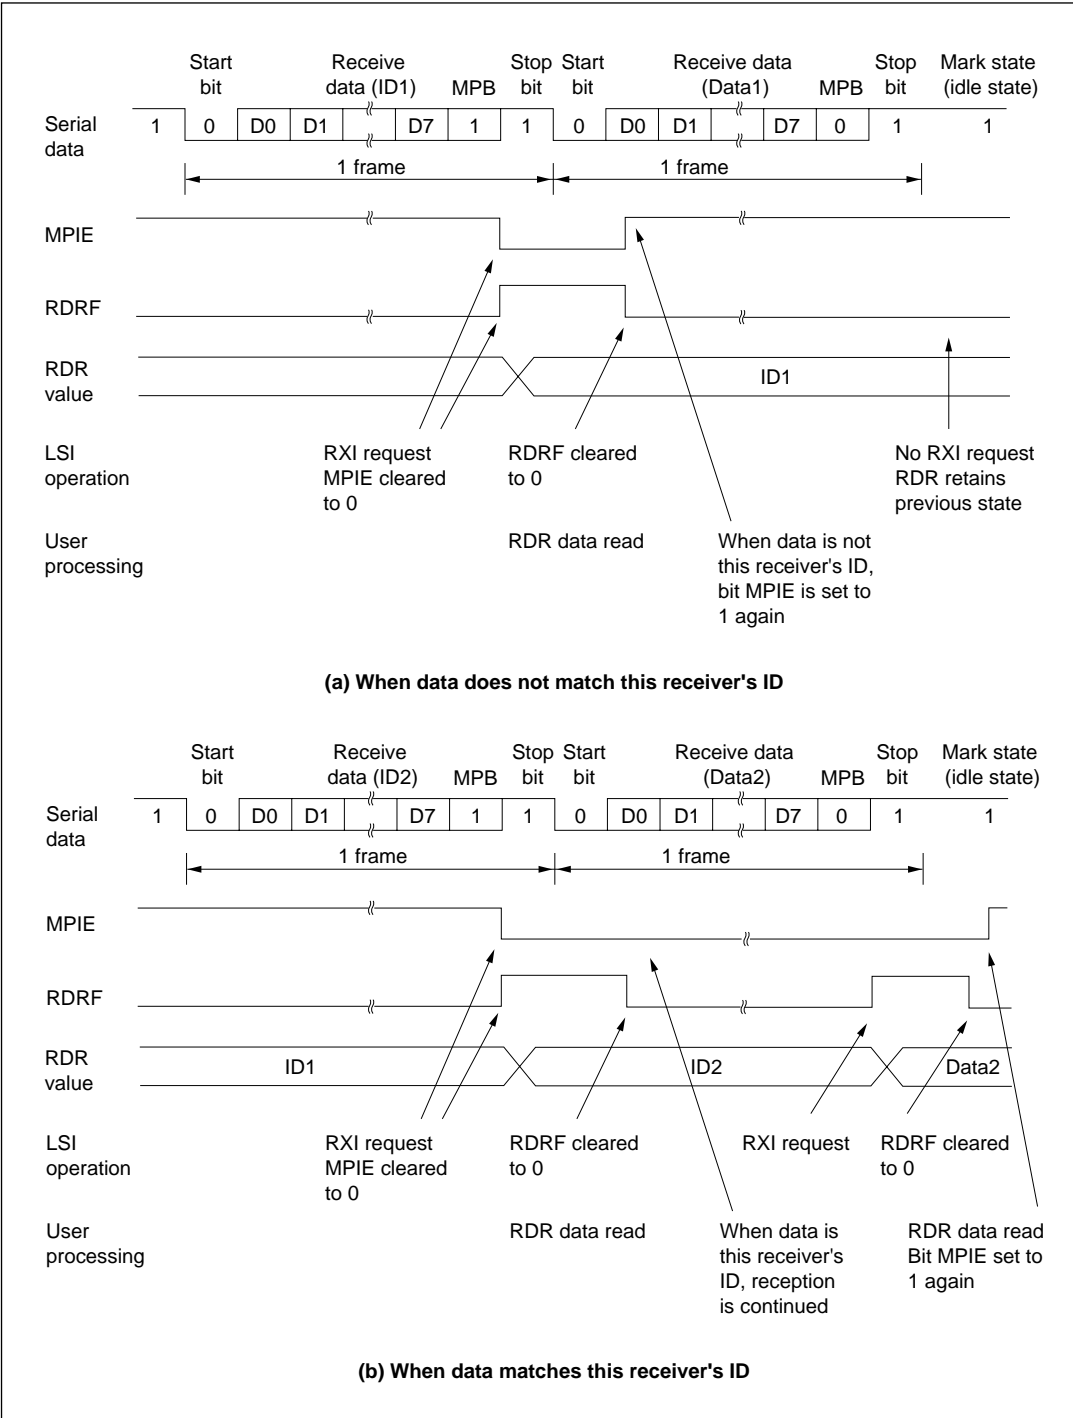 Start Receive Stop Start Receive data Stop Mark state
bit data (ID1) MPB bit bit (Data1) MPB bit (idle state)
Serial data 1 0 D0 D1 D7 1 1 0 D0 D1 D7 0 1 1
1 frame 1 frame
MPIE
RDRF
RDR value ID1
LSI operation
RXI request
MPIE cleared
to 0
RDRF cleared
to 0
No RXI request
RDR retains
previous state
User processing
RDR data read
When data is not
this receiver's ID,
bit MPIE is set to
1 again
(a) When data does not match this receiver's ID
Start Receive Stop Start Receive data Stop Mark state
bit data (ID2) MPB bit bit (Data2) MPB bit (idle state)
Serial data 1 0 D0 D1 D7 1 1 0 D0 D1 D7 0 1 1
1 frame 1 frame
MPIE
RDRF
RDR value ID1 ID2 Data2
LSI operation
RXI request
MPIE cleared
to 0
RDRF cleared
to 0
RXI request
RDRF cleared
to 0
User processing
RDR data read
When data is
this receiver's
ID, reception
is continued
RDR data read
Bit MPIE set to
1 again
(b) When data matches this receiver's ID